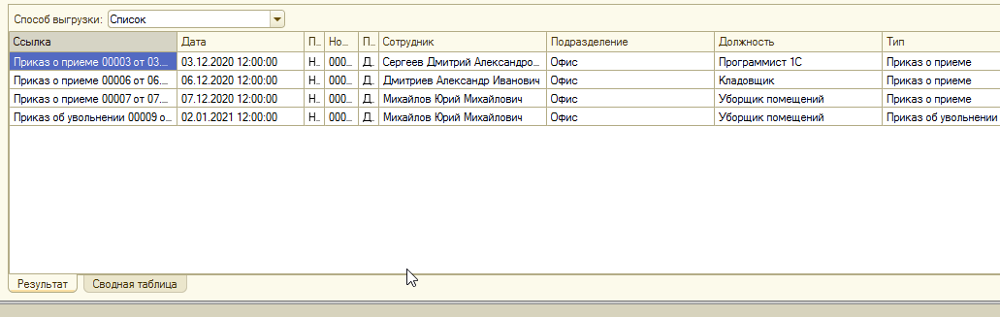 Способ выгрузки: Список
Ссылка Дата П... Но... П... Сотрудник Подразделение Должность Тип
Приказ о приеме 00003 от 03.... 03.12.2020 12:00:00 Н... 000... Д... Сергеев Дмитрий Александро... Офис Программист 1С Приказ о приеме
Приказ о приеме 00006 от 06.... 06.12.2020 12:00:00 Н... 000... Д... Дмитриев Александр Иванович Офис Кладовщик Приказ о приеме
Приказ о приеме 00007 от 07.... 07.12.2020 12:00:00 Н... 000... Д... Михайлов Юрий Михайлович Офис Уборщик помещений Приказ о приеме
Приказ об увольнении 00009 о... 02.01.2021 12:00:00 Н... 000... Д... Михайлов Юрий Михайлович Офис Уборщик помещений Приказ об увольнении
Результат Сводная таблица